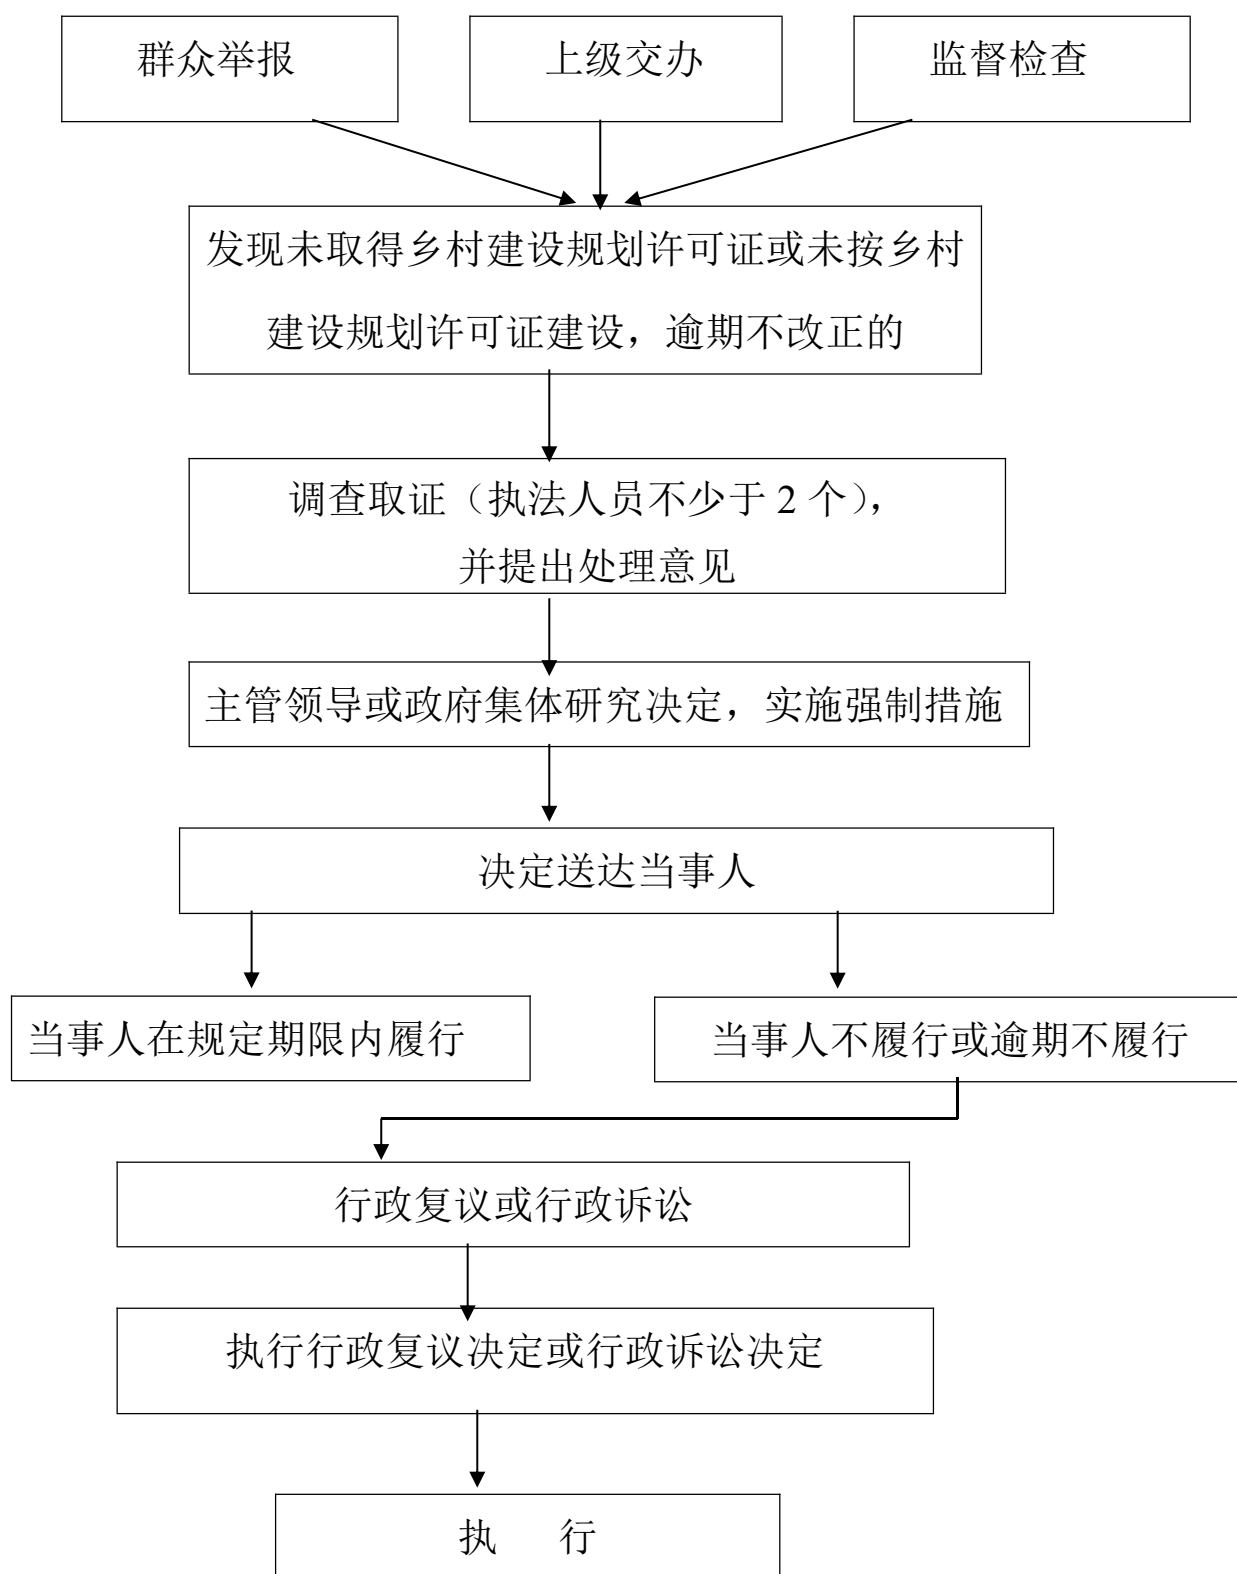 群众举报
上级交办
监督检查
发现未取得乡村建设规划许可证或未按乡村
建设规划许可证建设，逾期不改正的
调查取证（执法人员不少于 2 个），
并提出处理意见
主管领导或政府集体研究决定，实施强制措施
决定送达当事人
当事人在规定期限内履行
当事人不履行或逾期不履行
行政复议或行政诉讼
执行行政复议决定或行政诉讼决定
执 行